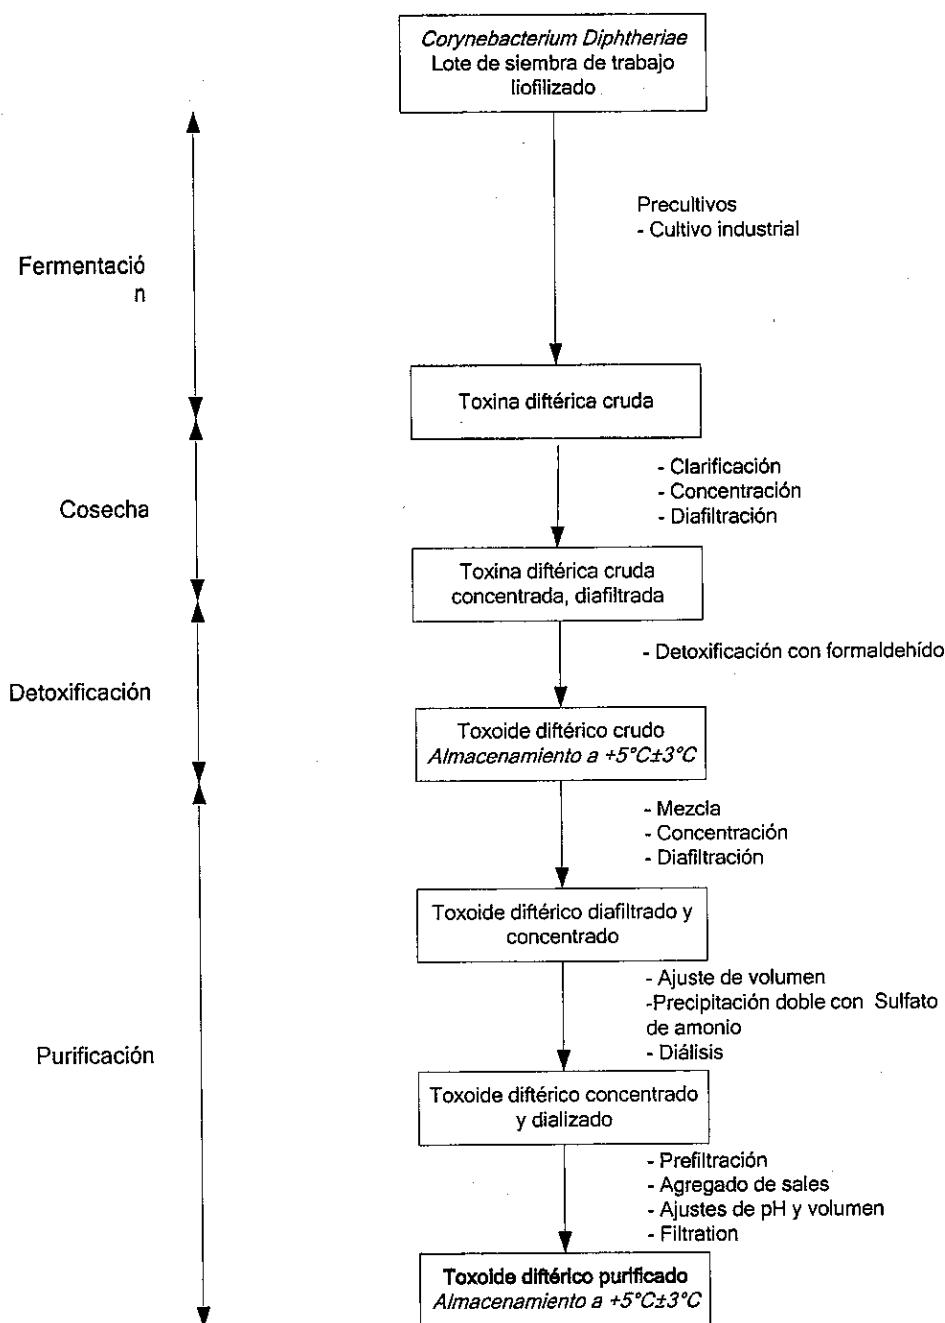 Corynebacterium Diphtheriae
Lote de siembra de trabajo
liofilizado
Precultivos
- Cultivo industrial
Fermentació
n
Toxina diftérica cruda
- Clarificación
- Concentración
- Diafiltración
Cosecha
Toxina diftérica cruda
concentrada, diafiltrada
- Detoxificación con formaldehído
Detoxificación
Toxoide diftérico crudo
Almacenamiento a +5°C±3°C
- Mezcla
- Concentración
- Diafiltración
Toxoide diftérico diafiltrado y
concentrado
- Ajuste de volumen
-Precipitación doble con Sulfato
de amonio
- Diálisis
Purificación
Toxoide diftérico concentrado
y dializado
- Prefiltración
- Agregado de sales
- Ajustes de pH y volumen
- Filtration
Toxoide diftérico purificado
Almacenamiento a +5°C±3°C